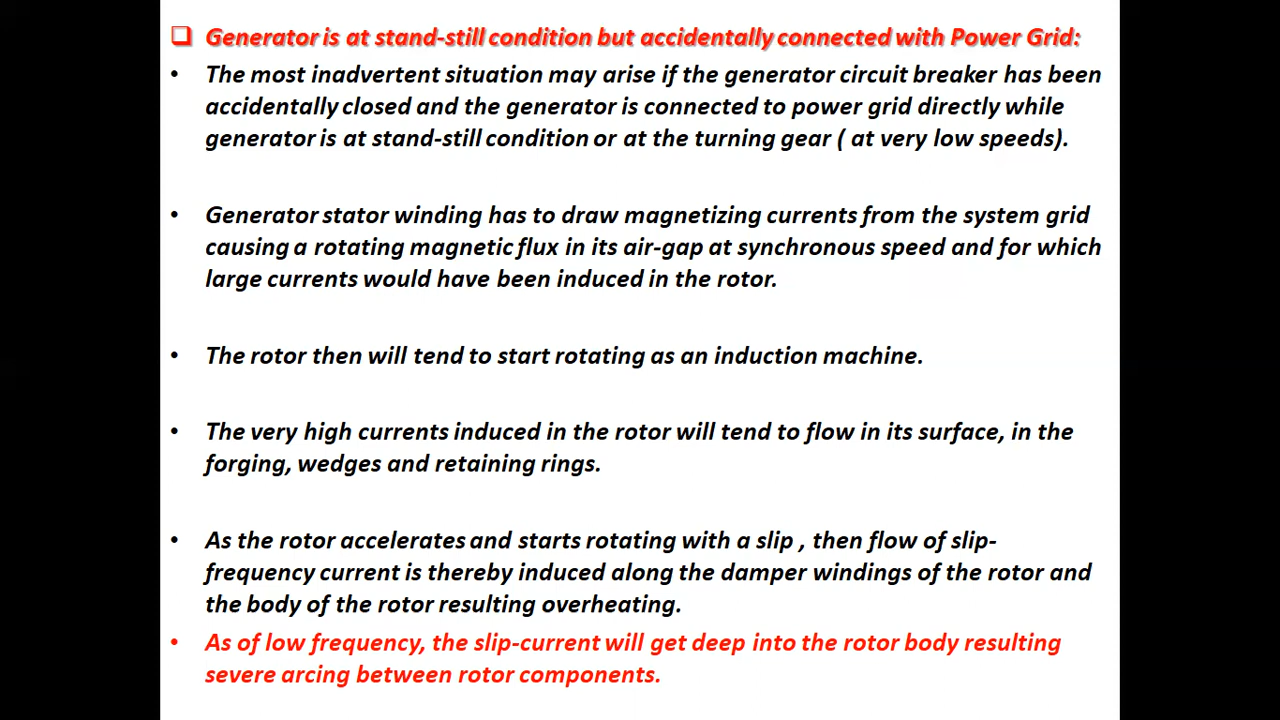 Generator is at stand-still condition but accidentally connected with Power Grid:
• The most inadvertent situation may arise if the generator circuit breaker has been
accidentally closed and the generator is connected to power grid directly while
generator is at stand-still condition or at the turning gear ( at very low speeds).
• Generator stator winding has to draw magnetizing currents from the system grid
causing a rotating magnetic flux in its air-gap at synchronous speed and for which
large currents would have been induced in the rotor.
• The rotor then will tend to start rotating as an induction machine.
• The very high currents induced in the rotor will tend to flow in its surface, in the
forging, wedges and retaining rings.
• As the rotor accelerates and starts rotating with a slip , then flow of slip-
frequency current is thereby induced along the damper windings of the rotor and
the body of the rotor resulting overheating.
• As of low frequency, the slip-current will get deep into the rotor body resulting
severe arcing between rotor components.